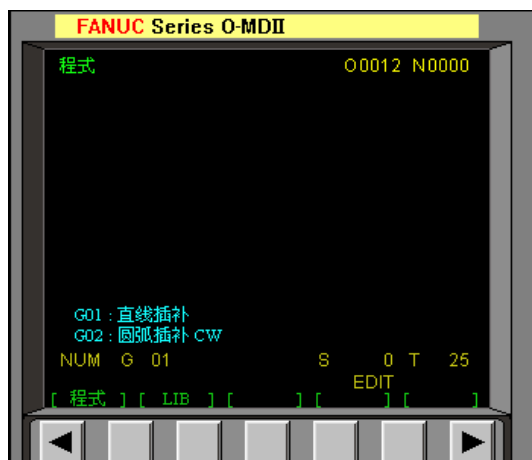 FANUC Series O-MDII
程式 O0012 N0000
G01 : 直线插补
G02 : 圆弧插补 CW
NUM G 01 S 0 T 25
EDIT
[ 程式 ] [ LIB ] [ ] [ ] [ ]